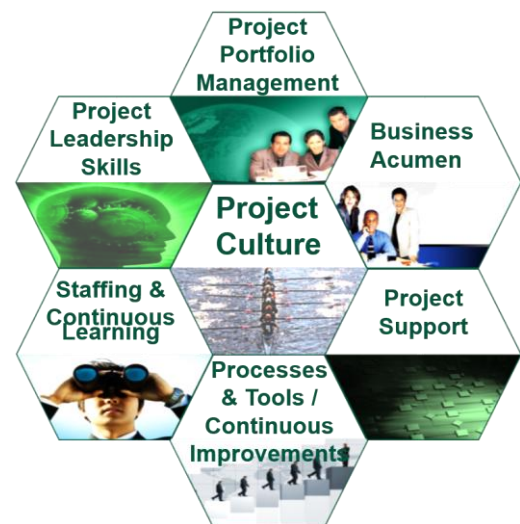 Project
Portfolio
Management
Project
Leadership
Skills
Business
Acumen
Project
Culture
Staffing &
Continuous
Learning
Project
Support
Processes
& Tools /
Continuous
Improvements